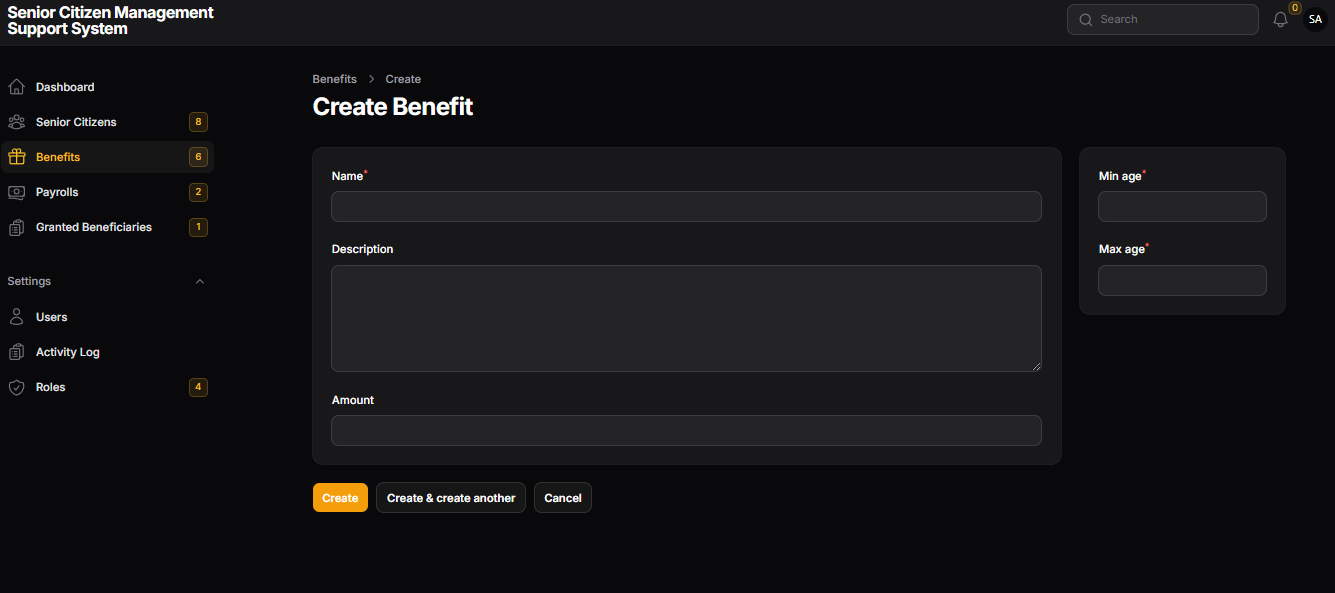 Senior Citizen Management
Support System
Search
0
SA
Dashboard
Senior Citizens
8
Benefits
6
Payrolls
2
Granted Beneficiaries
1
Settings
Users
Activity Log
Roles
4
Benefits > Create
Create Benefit
Name*
Description
Amount
Min age*
Max age*
Create
Create & create another
Cancel